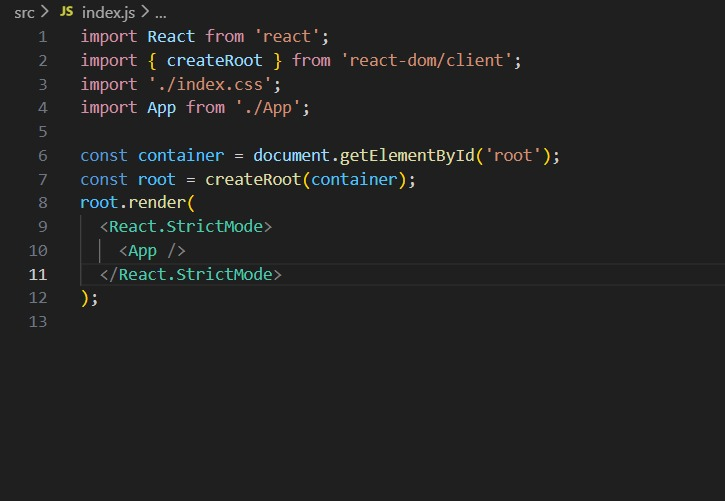 src > JS index.js > ...
1 import React from 'react';
2 import { createRoot } from 'react-dom/client';
3 import './index.css';
4 import App from './App';
5
6 const container = document.getElementById('root');
7 const root = createRoot(container);
8 root.render(
9   <React.StrictMode>
10     <App />
11   </React.StrictMode>
12 );
13